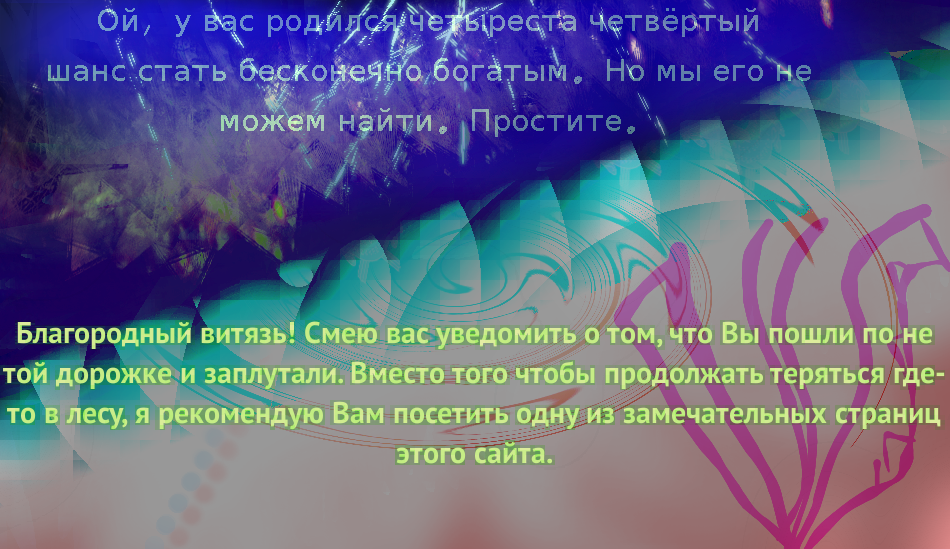 Ой, у вас родился четыреста четвёртый
шанс стать бесконечно богатым. Но мы его не
можем найти. Простите.
Благородный витязь! Смею вас уведомить о том, что Вы пошли по не
той дорожке и заплутали. Вместо того чтобы продолжать теряться где-
то в лесу, я рекомендую Вам посетить одну из замечательных страниц
этого сайта.